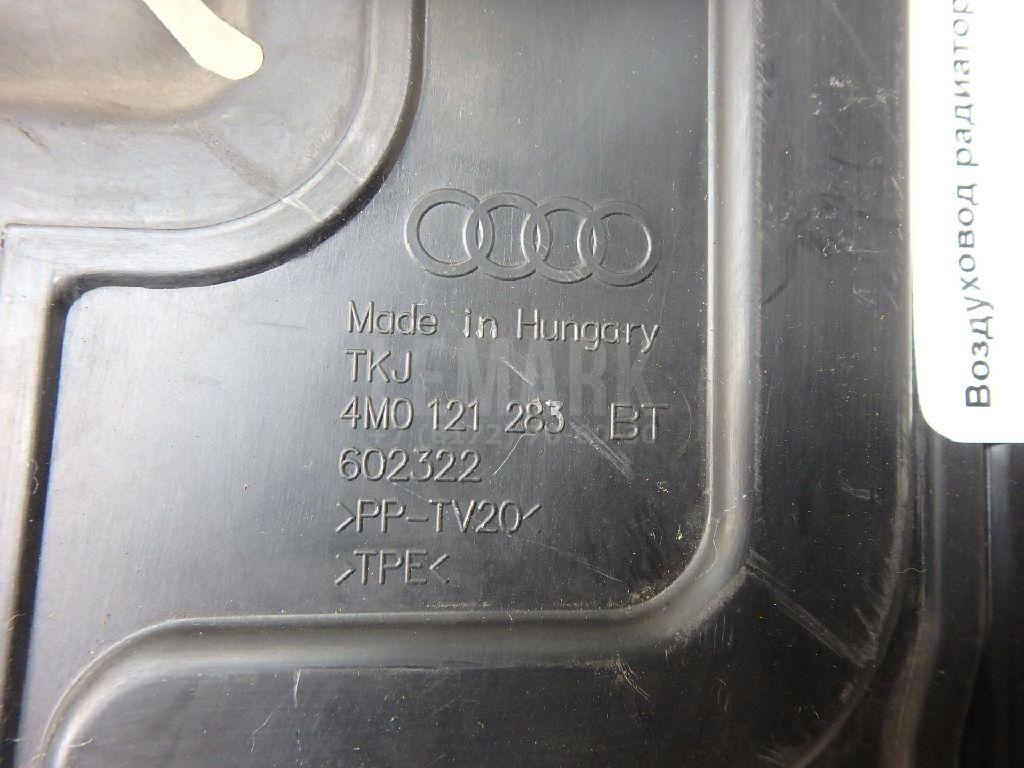 Made in Hungary
TKJ
4M0 121 283 BT
602322
>PP-TV20<
>TPE<
Воздуховод радиатор